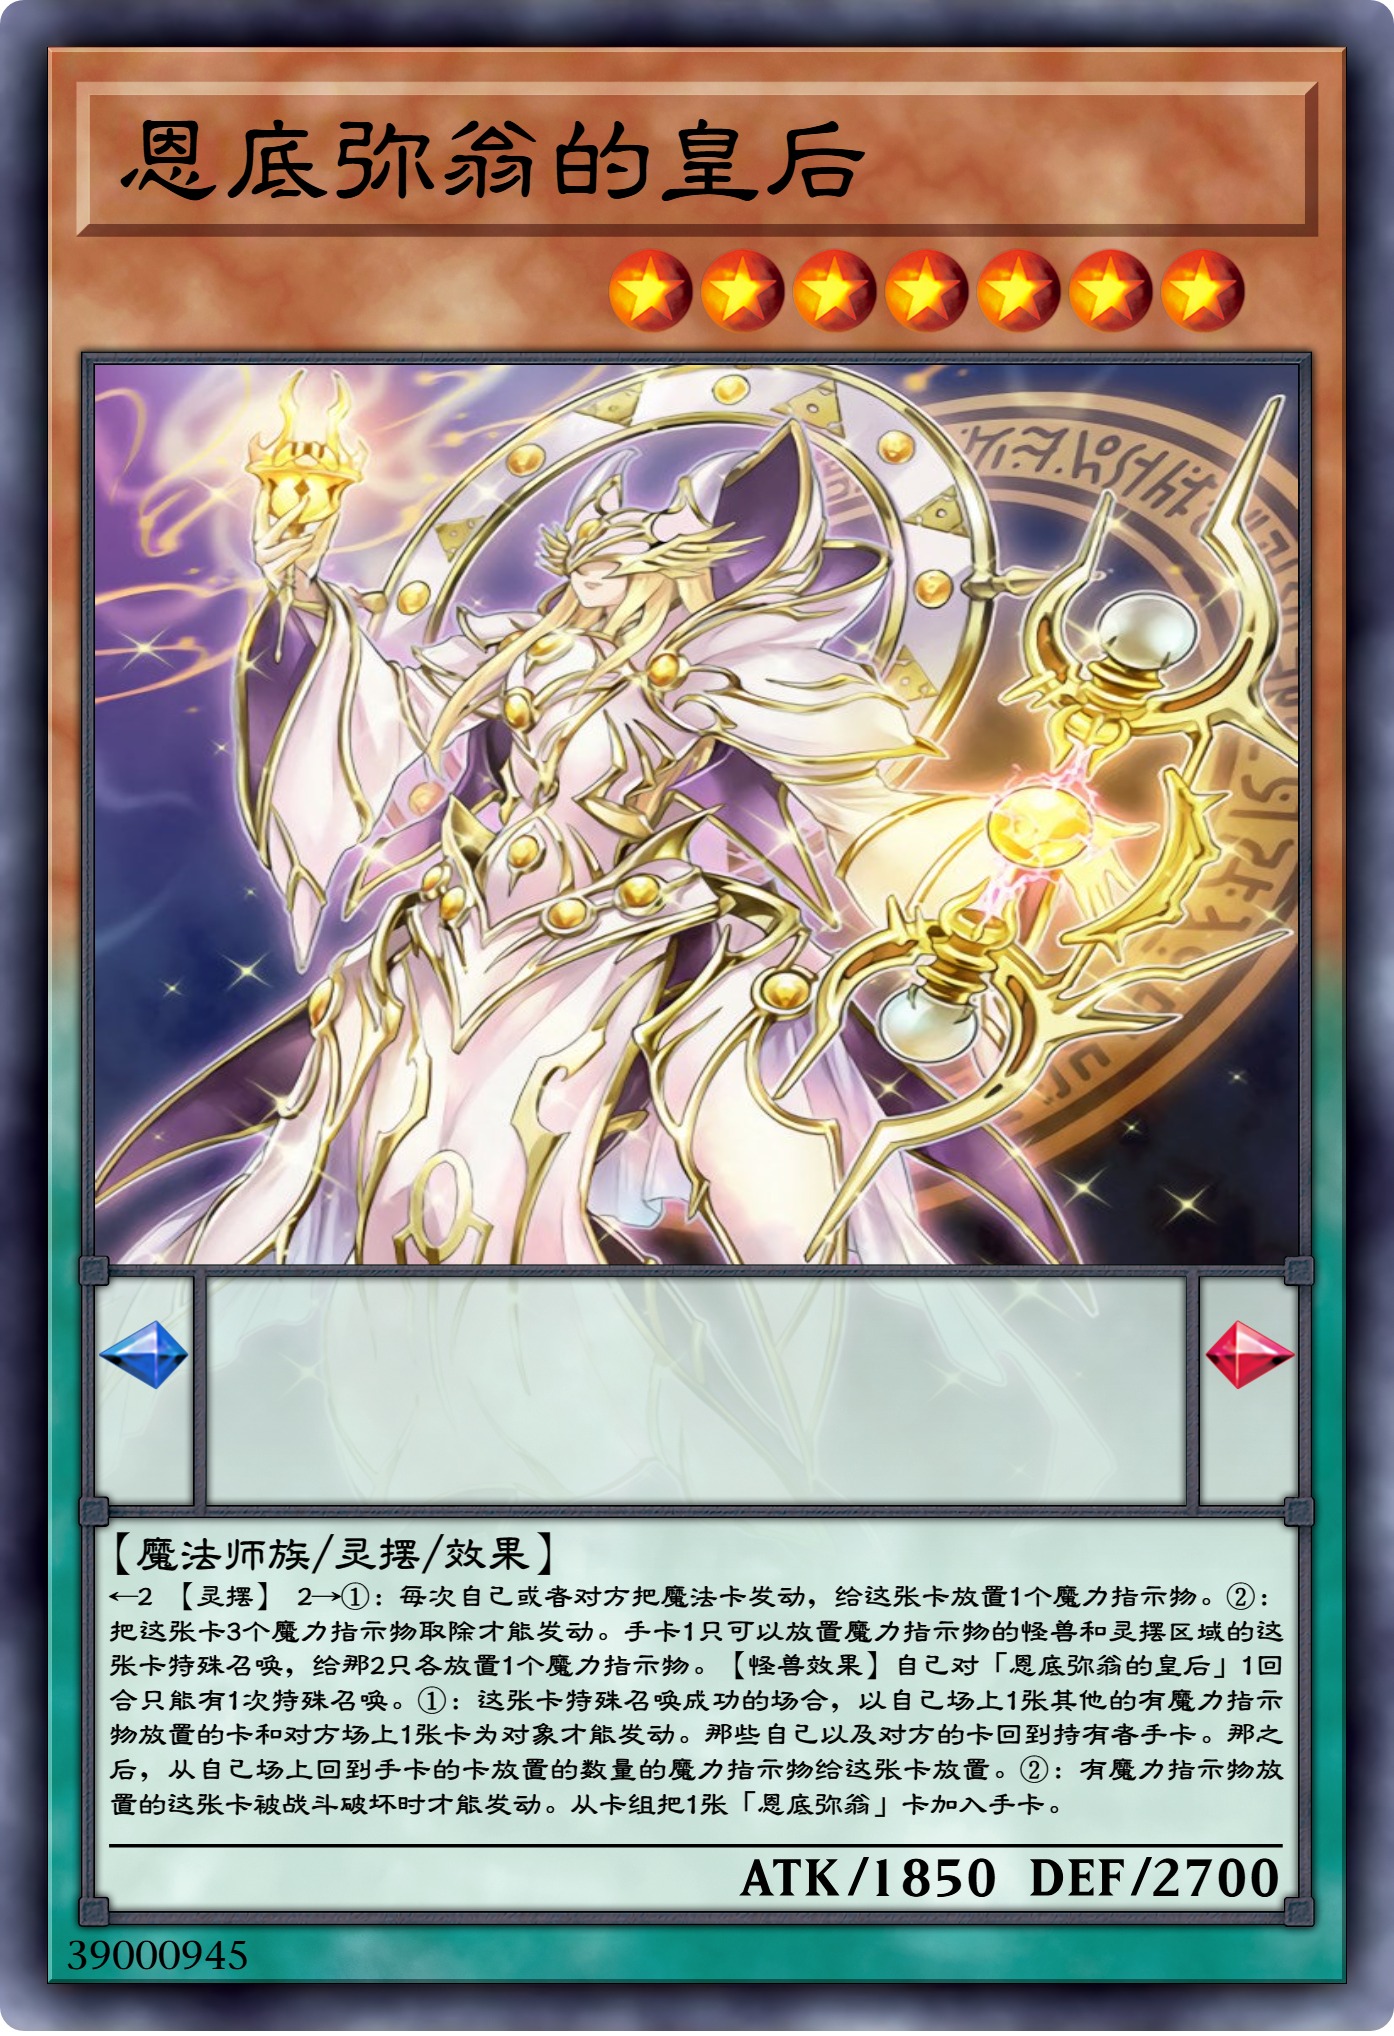 恩底弥翁的皇后
【魔法师族/灵摆/效果】
←2 【灵摆】 2→①：每次自己或者对方把魔法卡发动，给这张卡放置1个魔力指示物。②：
把这张卡3个魔力指示物取除才能发动。手卡1只可以放置魔力指示物的怪兽和灵摆区域的这
张卡特殊召唤，给那2只各放置1个魔力指示物。【怪兽效果】自己对「恩底弥翁的皇后」1回
合只能有1次特殊召唤。①：这张卡特殊召唤成功的场合，以自己场上1张其他的有魔力指示
物放置的卡和对方场上1张卡为对象才能发动。那些自己以及对方的卡回到持有者手卡。那之
后，从自己场上回到手卡的卡放置的数量的魔力指示物给这张卡放置。②：有魔力指示物放
置的这张卡被战斗破坏时才能发动。从卡组把1张「恩底弥翁」卡加入手卡。
ATK/1850 DEF/2700
39000945